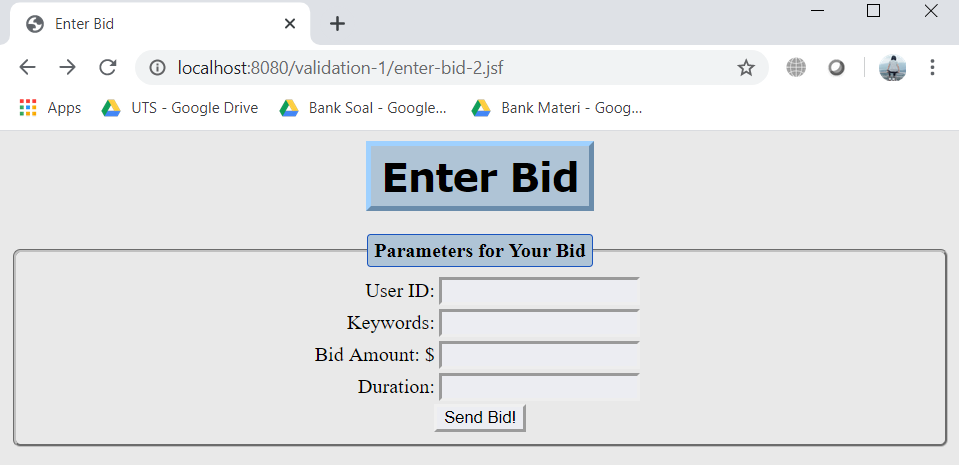 Enter Bid
localhost:8080/validation-1/enter-bid-2.jsf
Apps UTS - Google Drive Bank Soal - Google... Bank Materi - Goog...
Enter Bid
Parameters for Your Bid
User ID:
Keywords:
Bid Amount: $
Duration:
Send Bid!